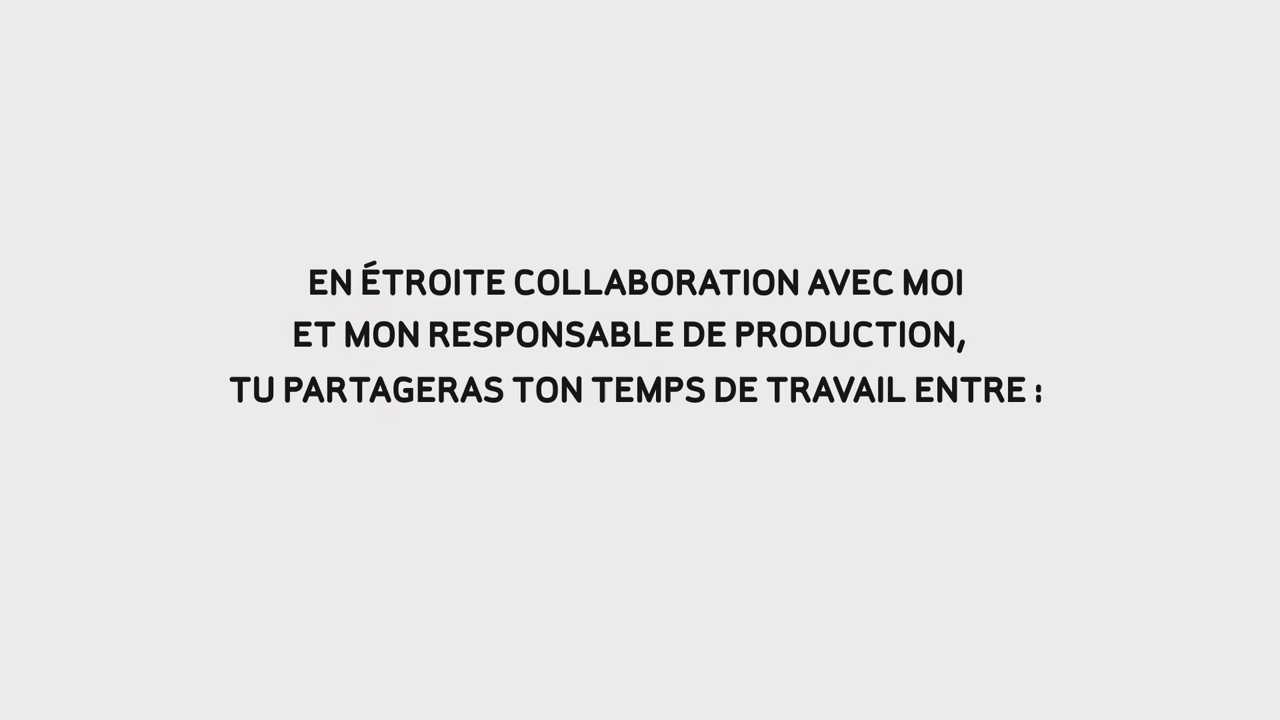 EN ÉTROITE COLLABORATION AVEC MOI
ET MON RESPONSABLE DE PRODUCTION,
TU PARTAGERAS TON TEMPS DE TRAVAIL ENTRE :